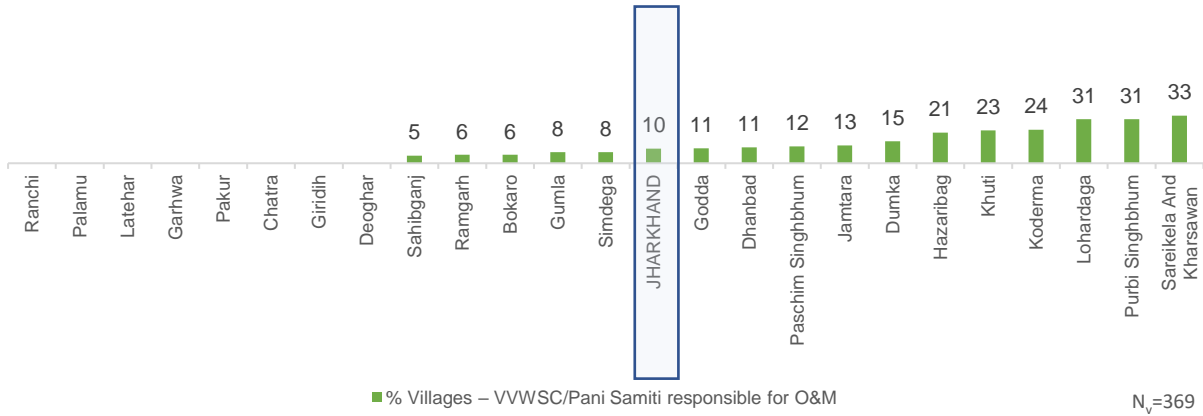 5
6
6
8
8
10
11
11
12
13
15
21
23
24
31
31
33
Ranchi
Palamu
Latehar
Garhwa
Pakur
Chatra
Giridih
Deoghar
Sahibganj
Ramgarh
Bokaro
Gumla
Simdega
JHARKHAND
Godda
Dhanbad
Paschim Singhbhum
Jamtara
Dumka
Hazaribag
Khuti
Koderma
Lohardaga
Purbi Singhbhum
Sareikela And
Kharsawan
% Villages – VVWSC/Pani Samiti responsible for O&M
Nv=369